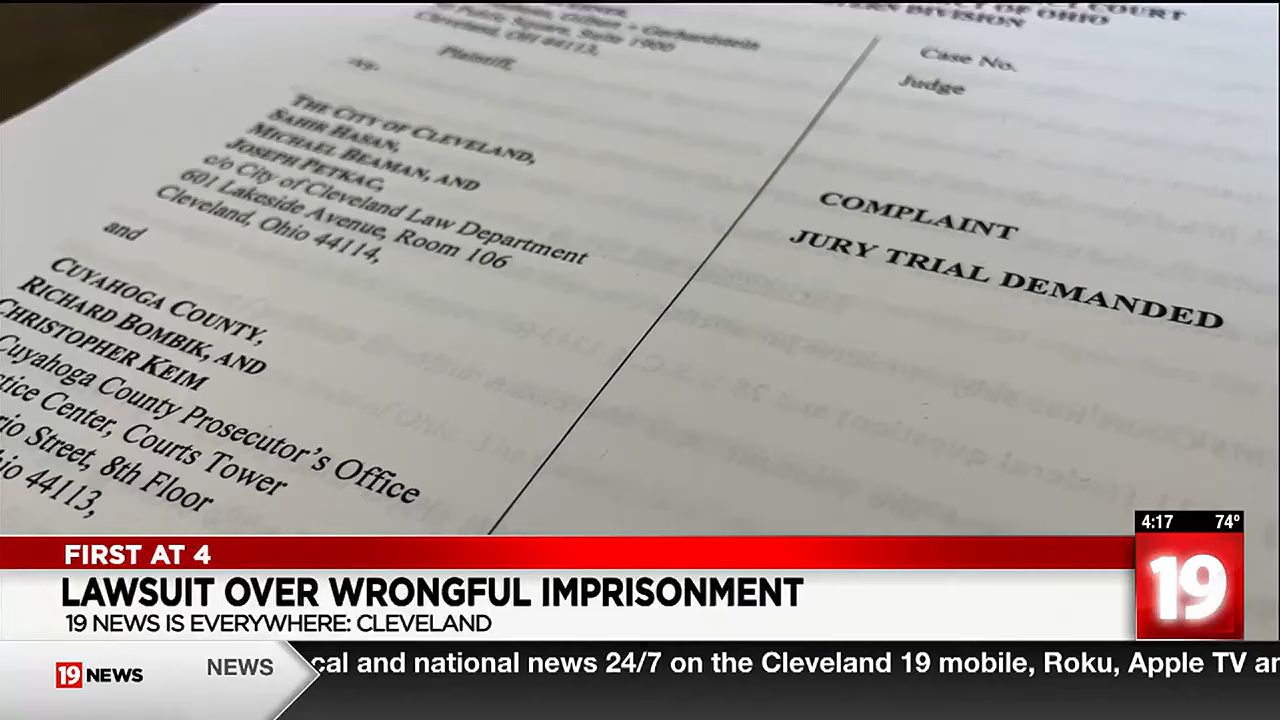 COURT
OF OHIO
DIVISION
Suite 1900
Cleveland, OH 44113,
Plaintiff,
-vs-
THE CITY OF CLEVELAND,
SAHIR HASAN,
MICHAEL BEAMAN, AND
JOSEPH PETKAC,
c/o City of Cleveland Law Department
601 Lakeside Avenue, Room 106
Cleveland, Ohio 44114,
and
CUYAHOGA COUNTY,
RICHARD BOMBIK, AND
CHRISTOPHER KEIM
Cuyahoga County Prosecutor's Office
tice Center, Courts Tower
rio Street, 8th Floor
hio 44113,
Case No.
Judge
COMPLAINT
JURY TRIAL DEMANDED
FIRST AT 4
LAWSUIT OVER WRONGFUL IMPRISONMENT
19 NEWS IS EVERYWHERE: CLEVELAND
4:17 74°
19
19 NEWS
NEWS
cal and national news 24/7 on the Cleveland 19 mobile, Roku, Apple TV an